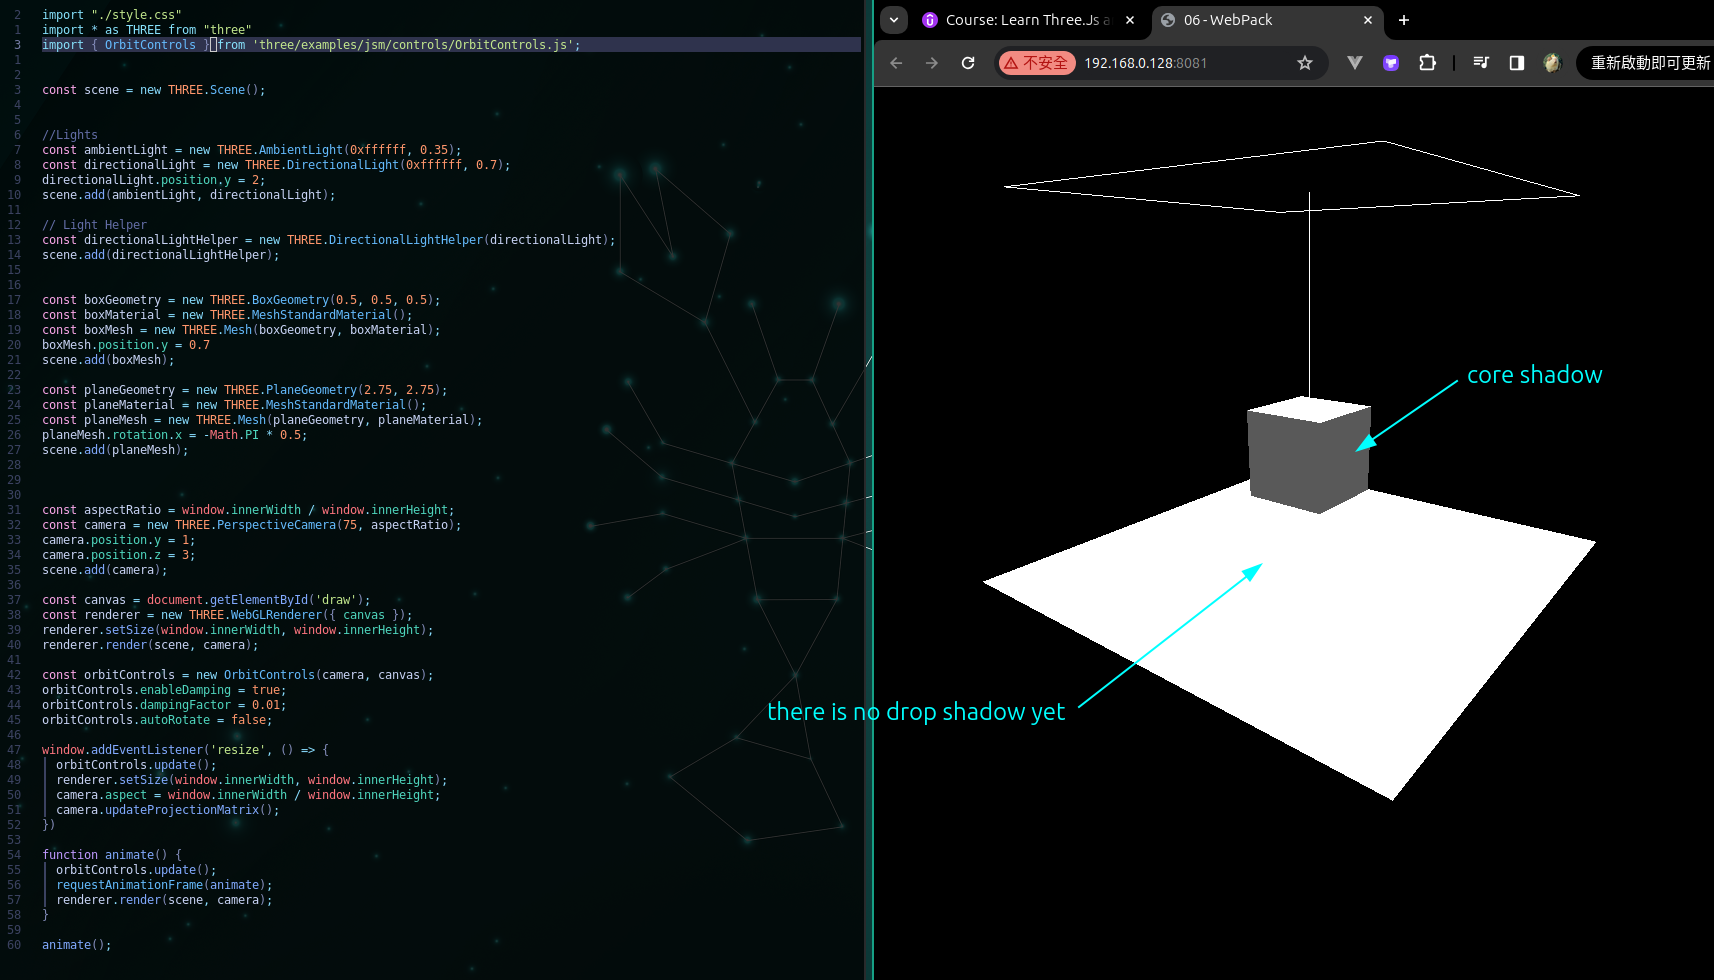 2 import "./style.css"
1 import * as THREE from "three"
3 import { OrbitControls } from 'three/examples/jsm/controls/OrbitControls.js';
1
2
3 const scene = new THREE.Scene();
4
5
6 //Lights
7 const ambientLight = new THREE.AmbientLight(0xffffff, 0.35);
8 const directionalLight = new THREE.DirectionalLight(0xffffff, 0.7);
9 directionalLight.position.y = 2;
10 scene.add(ambientLight, directionalLight);
11
12 // Light Helper
13 const directionalLightHelper = new THREE.DirectionalLightHelper(directionalLight);
14 scene.add(directionalLightHelper);
15
16
17 const boxGeometry = new THREE.BoxGeometry(0.5, 0.5, 0.5);
18 const boxMaterial = new THREE.MeshStandardMaterial();
19 const boxMesh = new THREE.Mesh(boxGeometry, boxMaterial);
20 boxMesh.position.y = 0.7
21 scene.add(boxMesh);
22
23 const planeGeometry = new THREE.PlaneGeometry(2.75, 2.75);
24 const planeMaterial = new THREE.MeshStandardMaterial();
25 const planeMesh = new THREE.Mesh(planeGeometry, planeMaterial);
26 planeMesh.rotation.x = -Math.PI * 0.5;
27 scene.add(planeMesh);
28
29
30
31 const aspectRatio = window.innerWidth / window.innerHeight;
32 const camera = new THREE.PerspectiveCamera(75, aspectRatio);
33 camera.position.y = 1;
34 camera.position.z = 3;
35 scene.add(camera);
36
37 const canvas = document.getElementById('draw');
38 const renderer = new THREE.WebGLRenderer({ canvas });
39 renderer.setSize(window.innerWidth, window.innerHeight);
40 renderer.render(scene, camera);
41
42 const orbitControls = new OrbitControls(camera, canvas);
43 orbitControls.enableDamping = true;
44 orbitControls.dampingFactor = 0.01;
45 orbitControls.autoRotate = false;
46
47 window.addEventListener('resize', () => {
48 orbitControls.update();
49 renderer.setSize(window.innerWidth, window.innerHeight);
50 camera.aspect = window.innerWidth / window.innerHeight;
51 camera.updateProjectionMatrix();
52 })
53
54 function animate() {
55 orbitControls.update();
56 requestAnimationFrame(animate);
57 renderer.render(scene, camera);
58 }
59
60 animate();
Course: Learn Three.Js a
06 - WebPack
不安全 192.168.0.128:8081
重新啟動即可更新
core shadow
there is no drop shadow yet